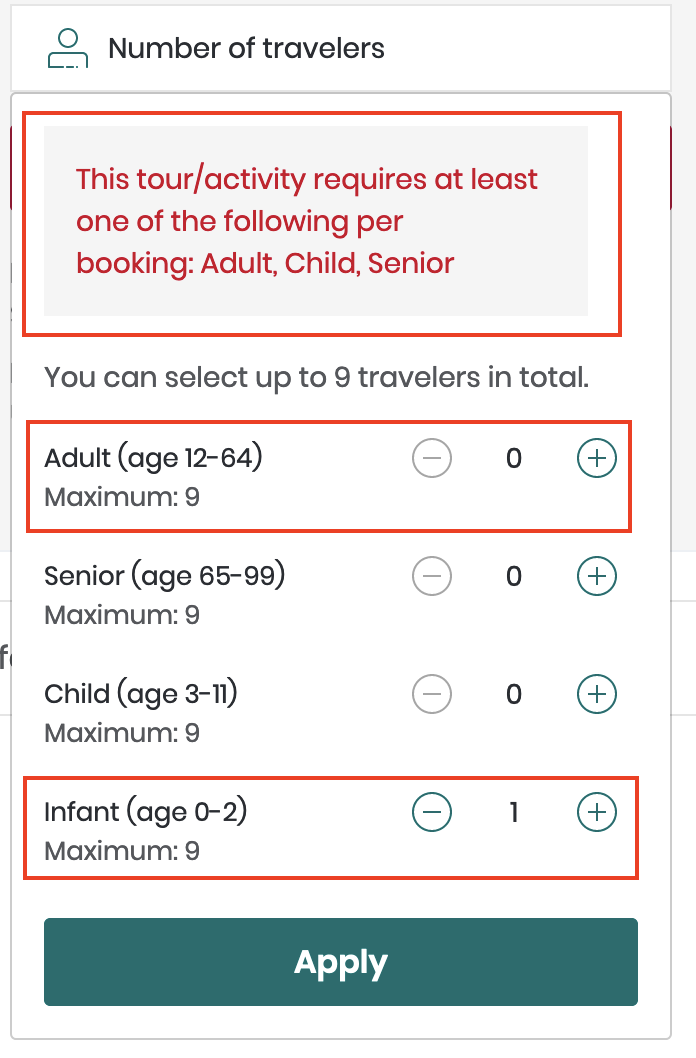 Number of travelers
This tour/activity requires at least
one of the following per
booking: Adult, Child, Senior
You can select up to 9 travelers in total.
Adult (age 12-64)
0
Maximum: 9
Senior (age 65-99)
0
Maximum: 9
Child (age 3-11)
0
Maximum: 9
Infant (age 0-2)
1
Maximum: 9
Apply